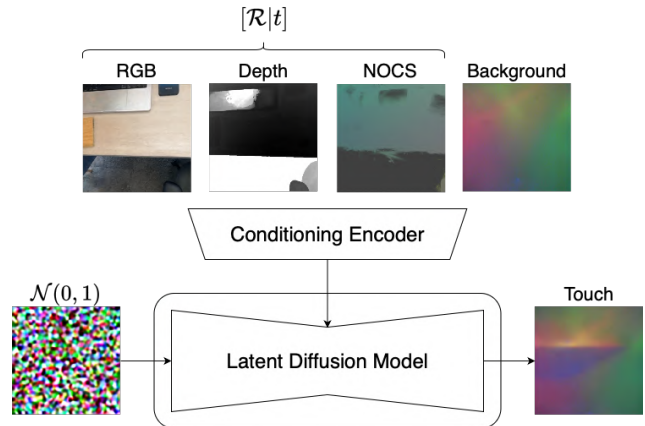 [R|t]
RGB Depth NOCS Background
Conditioning Encoder
N(0, 1)
Touch
Latent Diffusion Model